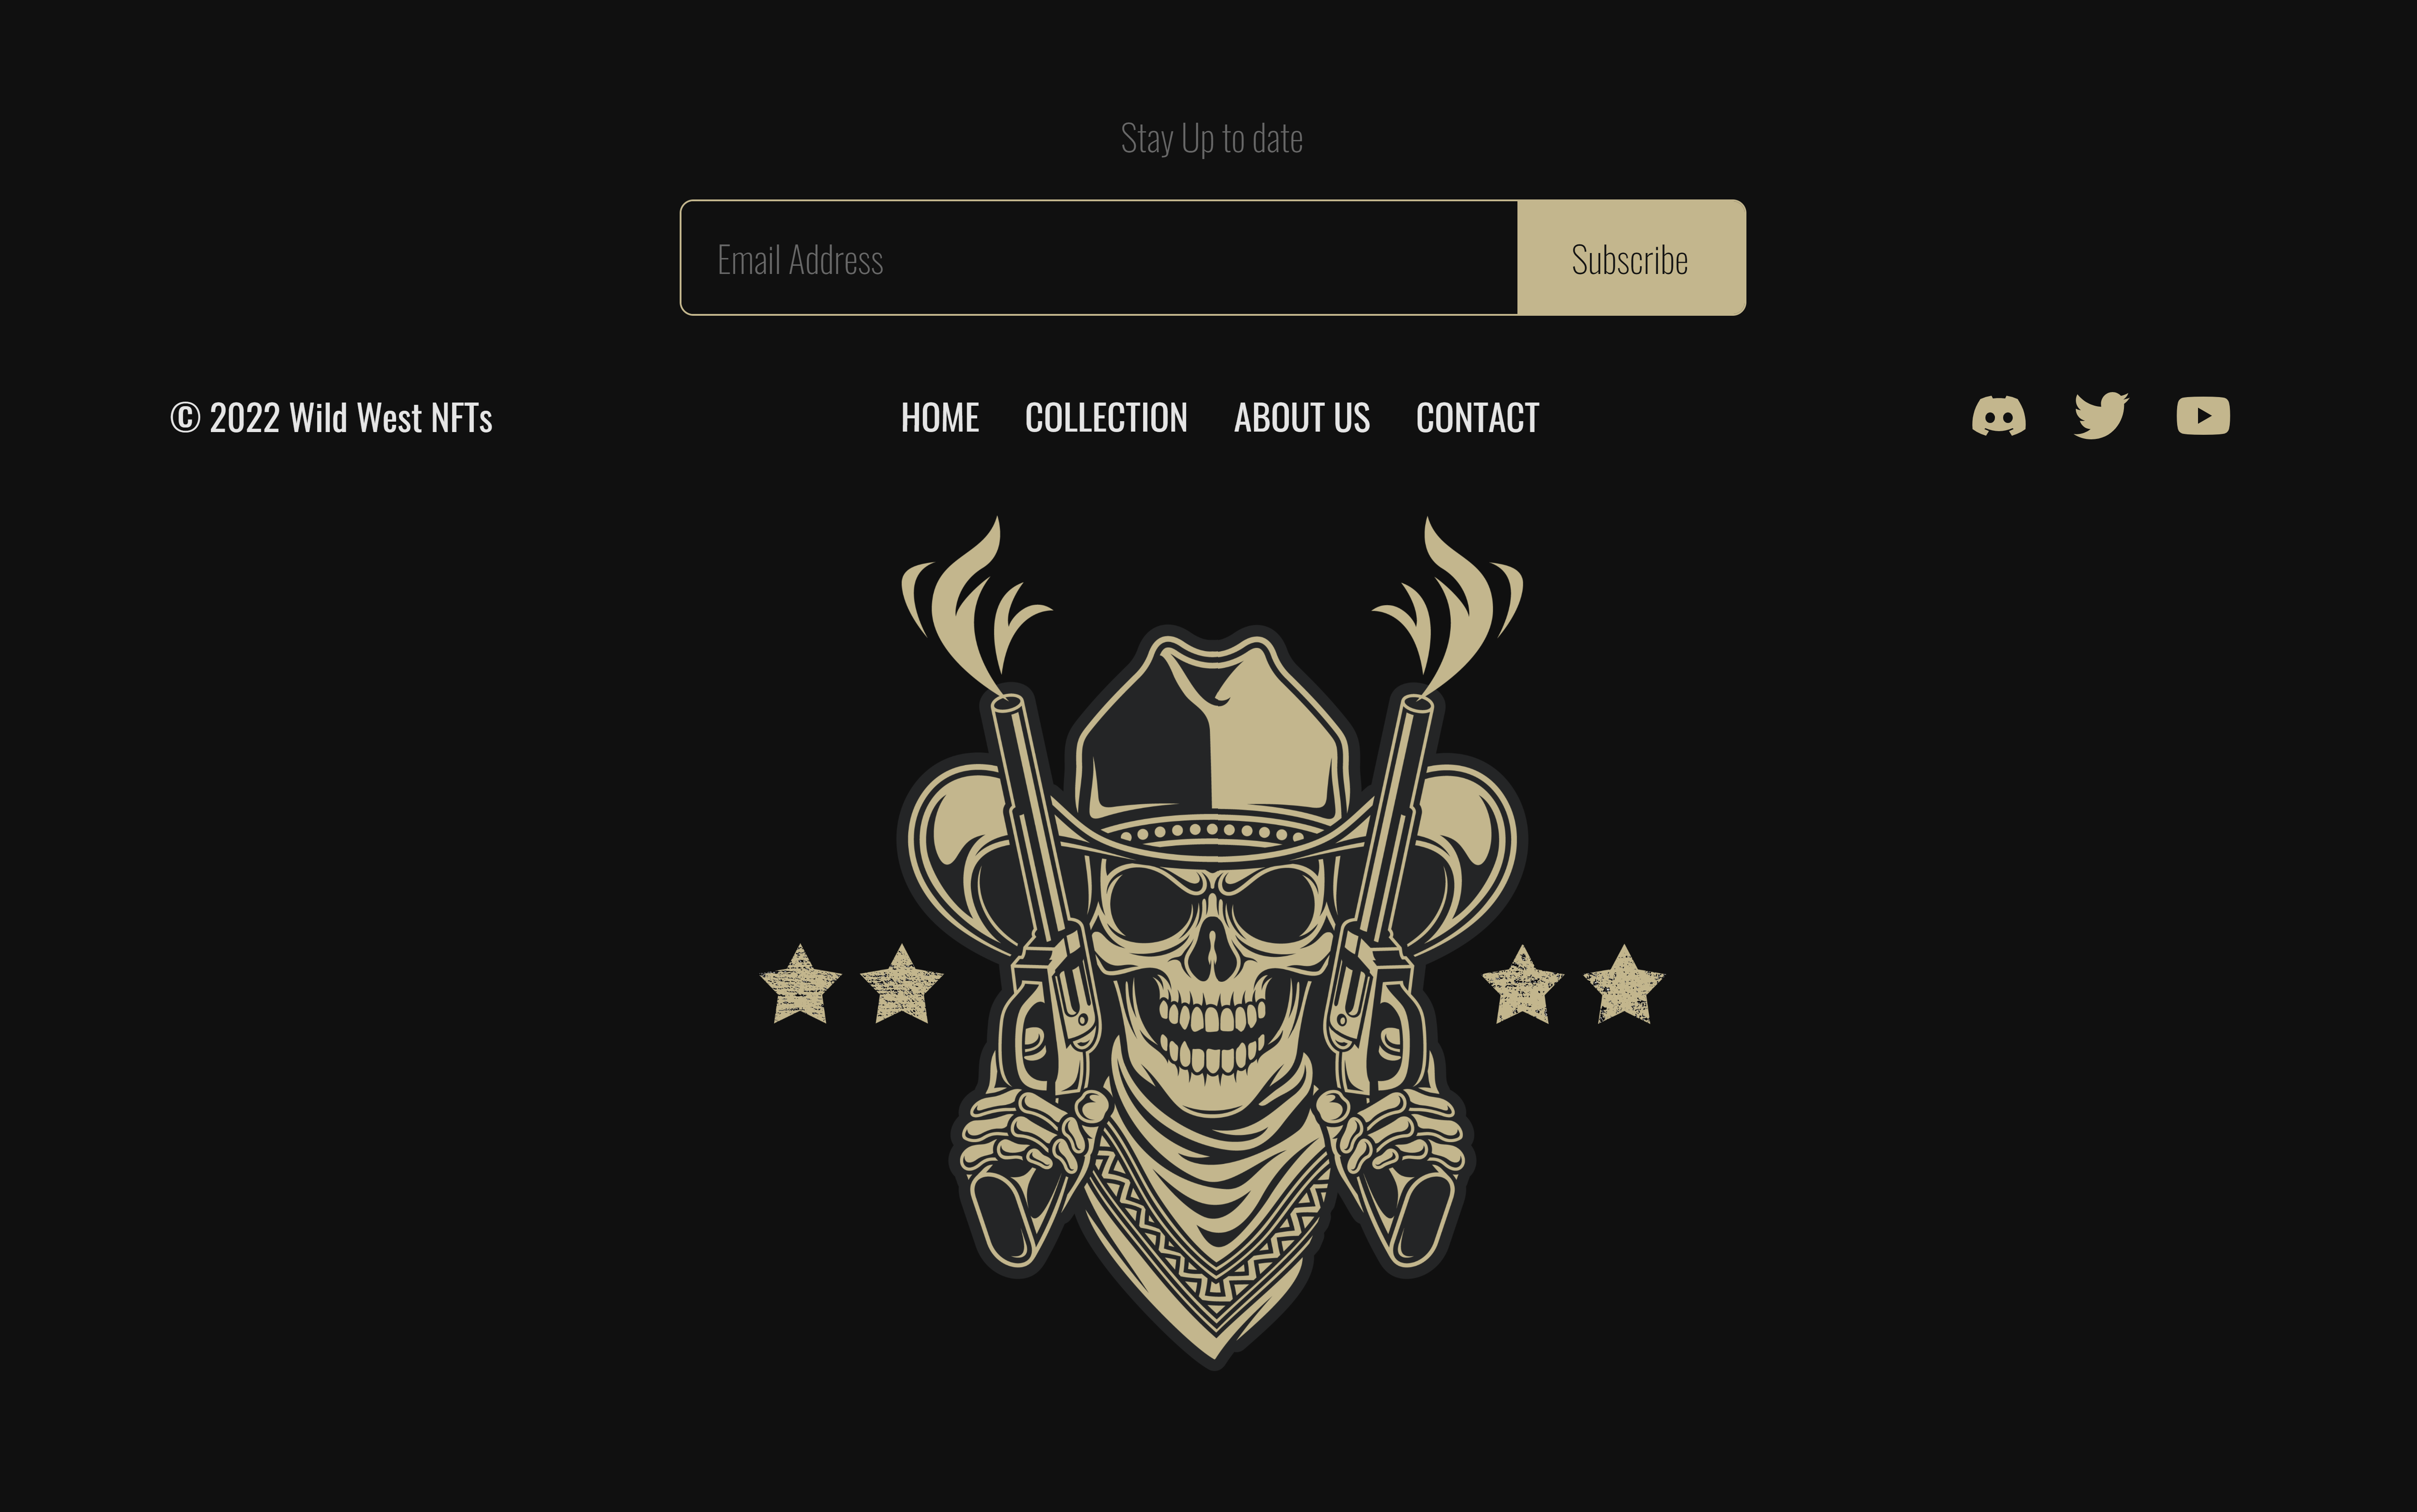 Stay Up to date
Email Address
Subscribe
© 2022 Wild West NFTs
HOME COLLECTION ABOUT US CONTACT